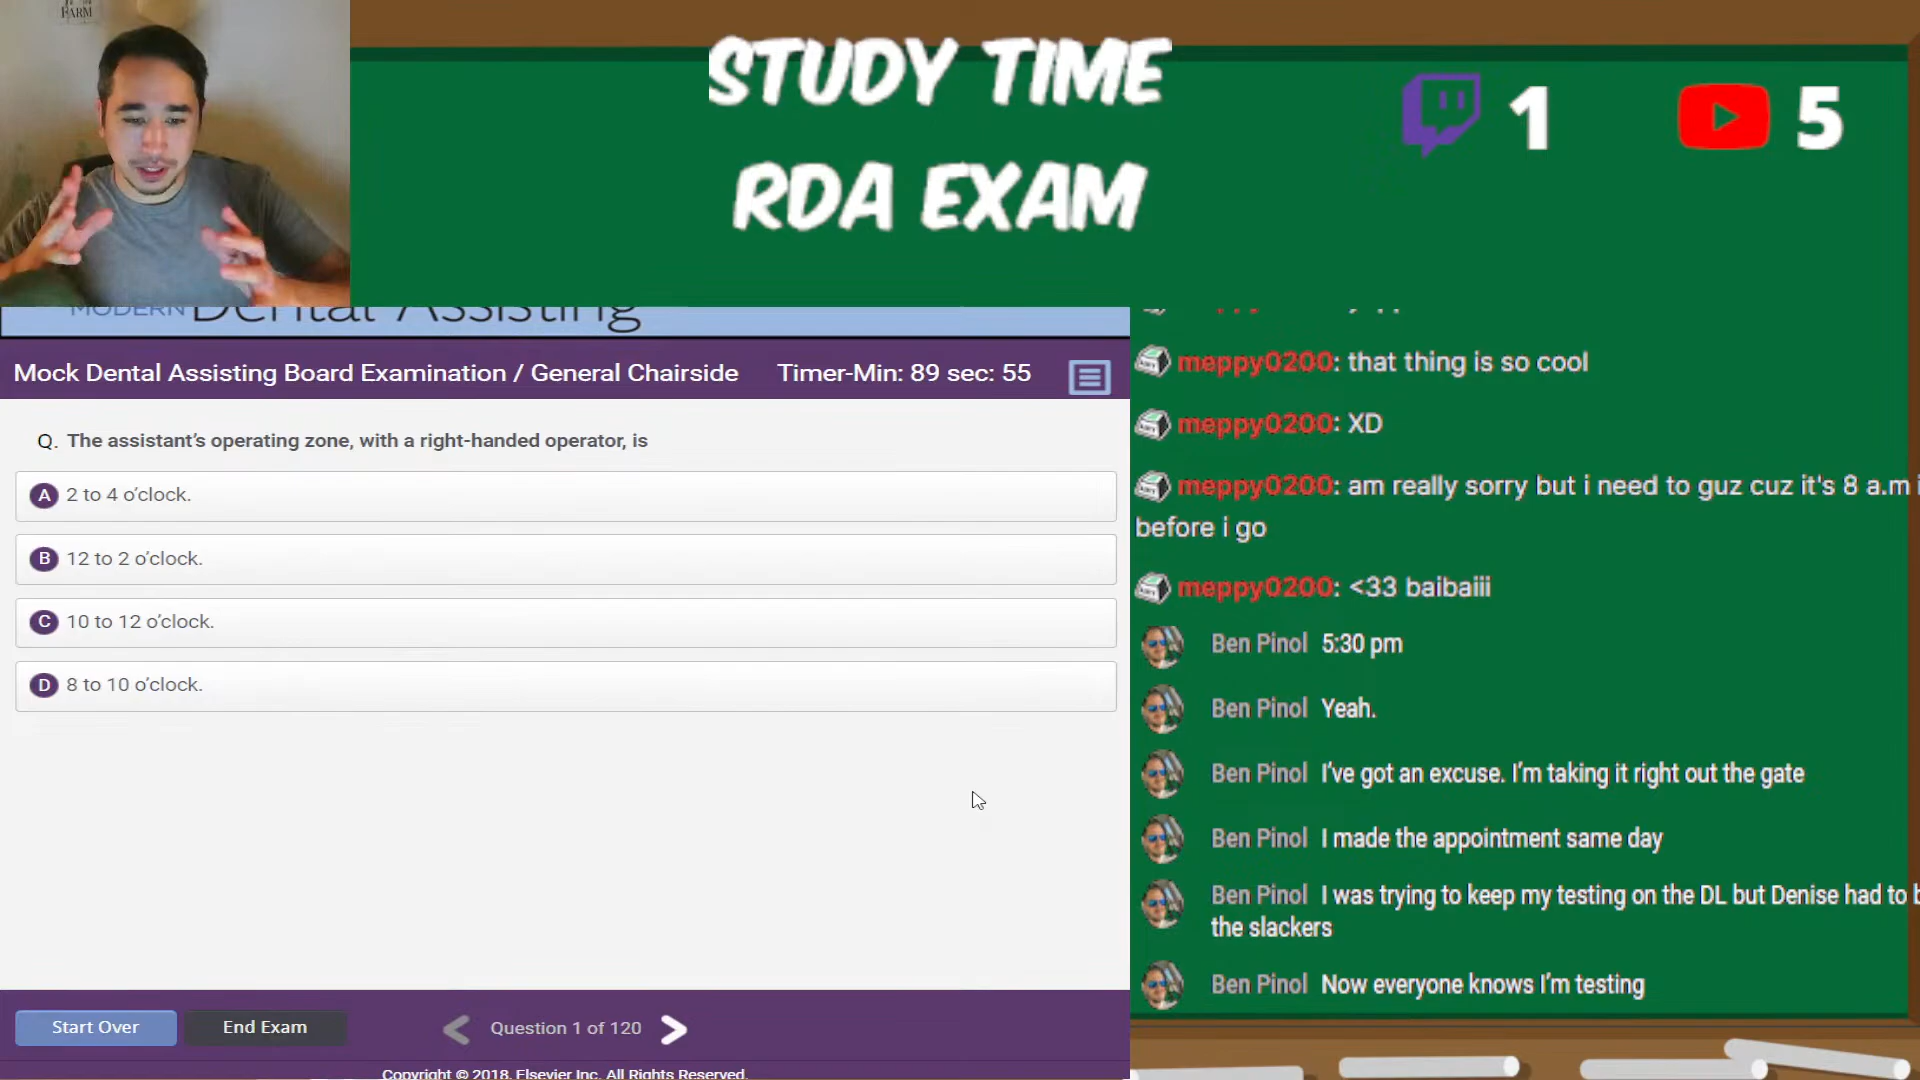 FARM
STUDY TIME
RDA EXAM
1
5
MODERN Dental Assisting
Mock Dental Assisting Board Examination / General Chairside
Timer-Min: 89 sec: 55
Q. The assistant’s operating zone, with a right-handed operator, is
A 2 to 4 o’clock.
B 12 to 2 o’clock.
C 10 to 12 o’clock.
D 8 to 10 o’clock.
Start Over
End Exam
Question 1 of 120
Copyright © 2018, Elsevier Inc. All Rights Reserved.
meppy0200: that thing is so cool
meppy0200: XD
meppy0200: am really sorry but i need to guz cuz it's 8 a.m i
before i go
meppy0200: <33 baibaiii
Ben Pinol 5:30 pm
Ben Pinol Yeah.
Ben Pinol I’ve got an excuse. I’m taking it right out the gate
Ben Pinol I made the appointment same day
Ben Pinol I was trying to keep my testing on the DL but Denise had to b
the slackers
Ben Pinol Now everyone knows I’m testing